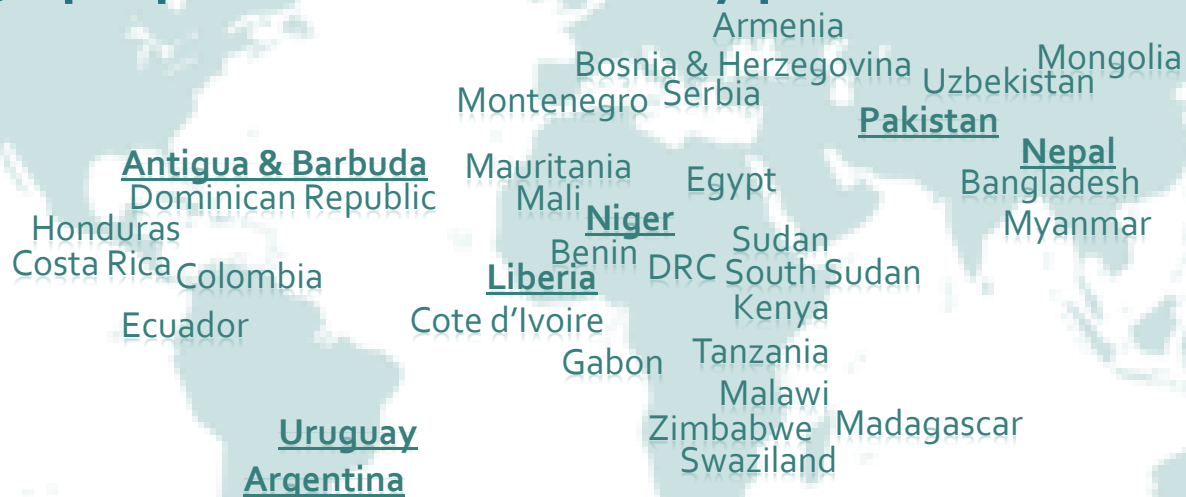 Armenia
Bosnia & Herzegovina
Mongolia
Uzbekistan
Montenegro
Serbia
Pakistan
Antigua & Barbuda
Mauritania
Egypt
Nepal
Dominican Republic
Mali
Bangladesh
Honduras
Niger
Myanmar
Costa Rica
Colombia
Benin
DRC
Sudan
South Sudan
Liberia
Kenya
Ecuador
Cote d'Ivoire
Gabon
Tanzania
Malawi
Uruguay
Zimbabwe
Madagascar
Swaziland
Argentina